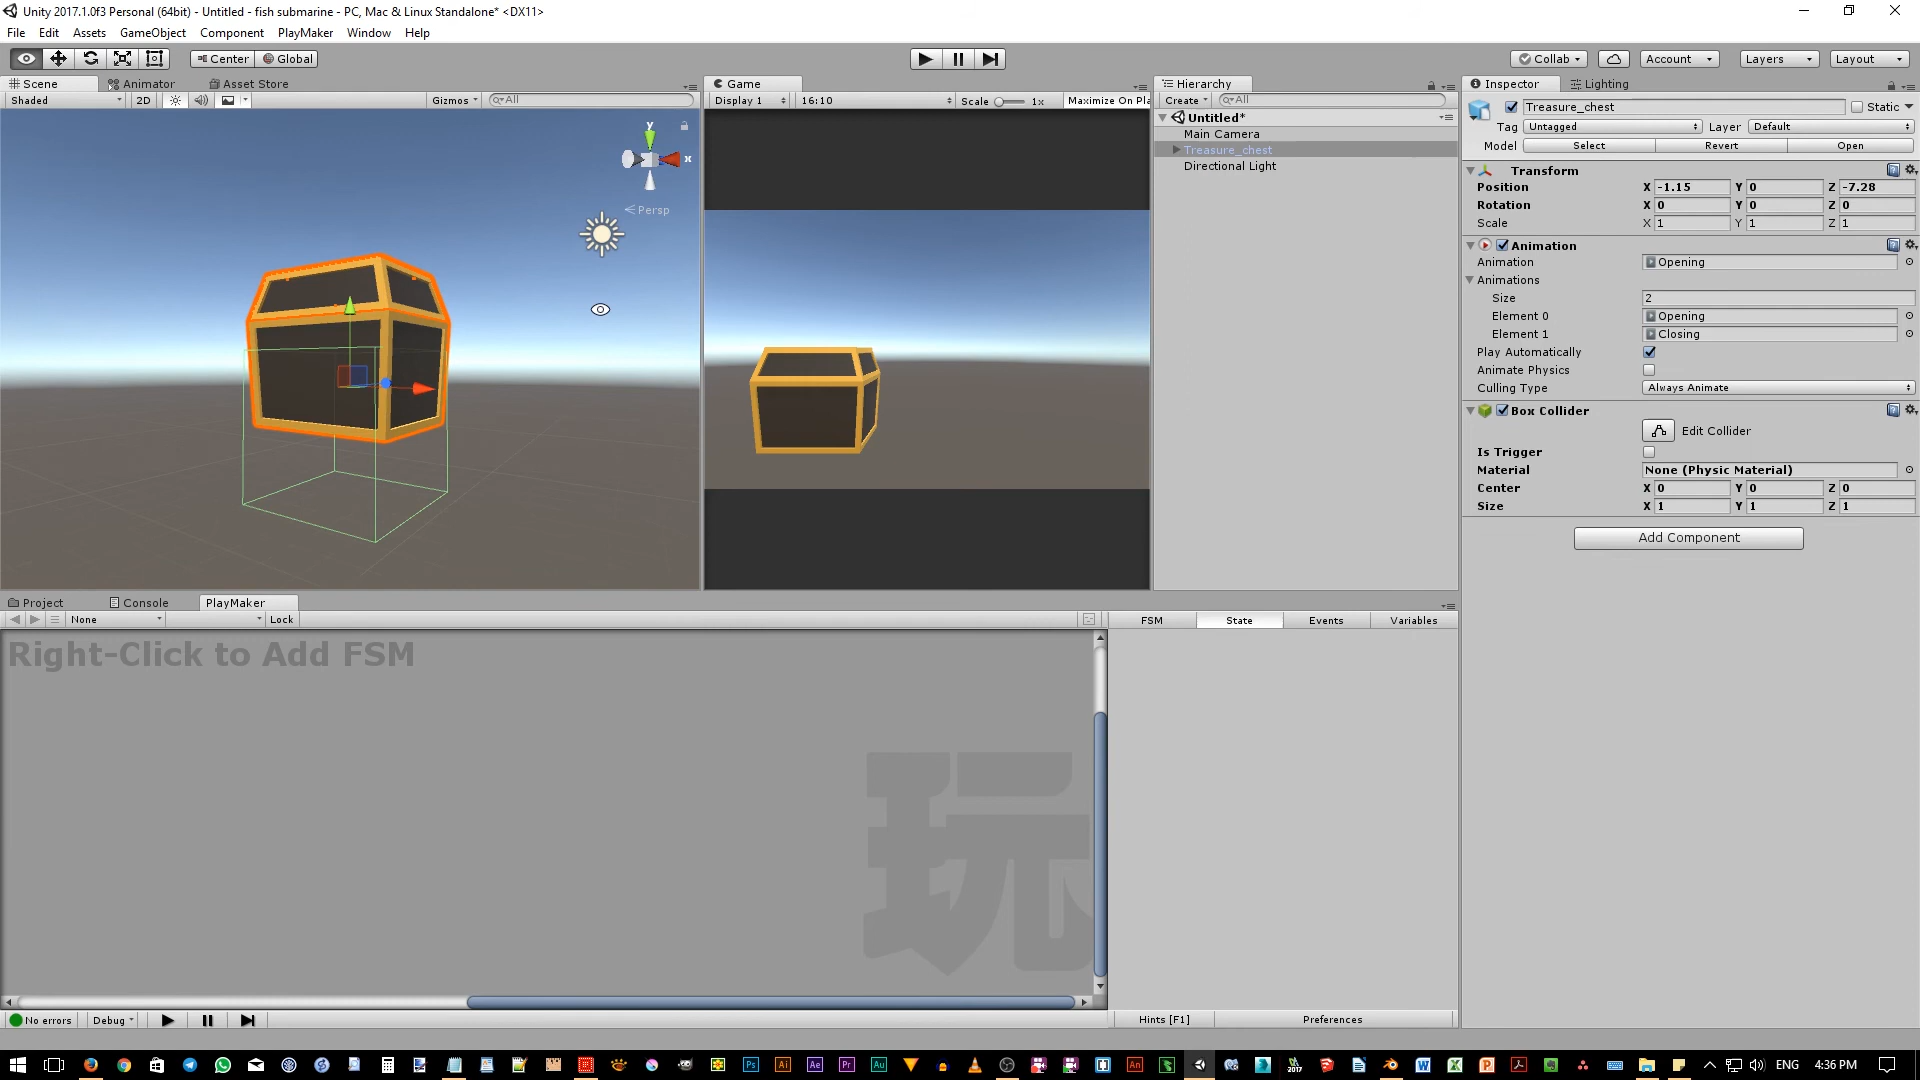 Unity 2017.1.0f3 Personal (64bit) - Untitled - fish submarine - PC, Mac & Linux Standalone* <DX11>
File Edit Assets GameObject Component PlayMaker Window Help
Center Global
Collab Account Layers Layout
Scene Animator Asset Store
Shaded 2D Gizmos All
y
x
Persp
Game
Display 1 16:10 Scale 1x Maximize On Pla
Hierarchy
Create All
Untitled*
Main Camera
Treasure_chest
Directional Light
Inspector Lighting
Treasure_chest Static
Tag Untagged Layer Default
Model Select Revert Open
Transform
Position X -1.15 Y 0 Z -7.28
Rotation X 0 Y 0 Z 0
Scale X 1 Y 1 Z 1
Animation
Animation Opening
Animations
Size 2
Element 0 Opening
Element 1 Closing
Play Automatically
Animate Physics
Culling Type Always Animate
Box Collider
Edit Collider
Is Trigger
Material None (Physic Material)
Center X 0 Y 0 Z 0
Size X 1 Y 1 Z 1
Add Component
Project Console PlayMaker
None Lock
FSM State Events Variables
Right-Click to Add FSM
玩
No errors Debug
Hints [F1] Preferences
Ps Ai Ae Pr Au An 2017 W X P
ENG 4:36 PM